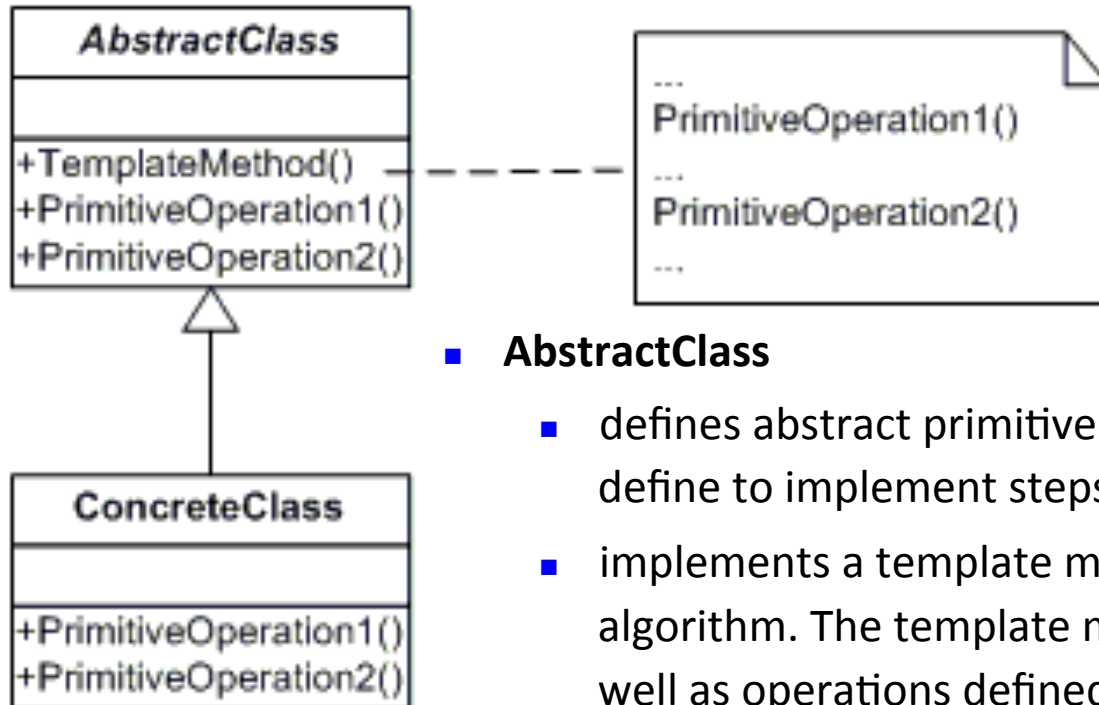 AbstractClass
+TemplateMethod()
+PrimitiveOperation1()
+PrimitiveOperation2()
...
PrimitiveOperation1()
...
PrimitiveOperation2()
...
ConcreteClass
+PrimitiveOperation1()
+PrimitiveOperation2()
▪ AbstractClass
▪ defines abstract primitive
define to implement steps
▪ implements a template m
algorithm. The template
well as operations defined